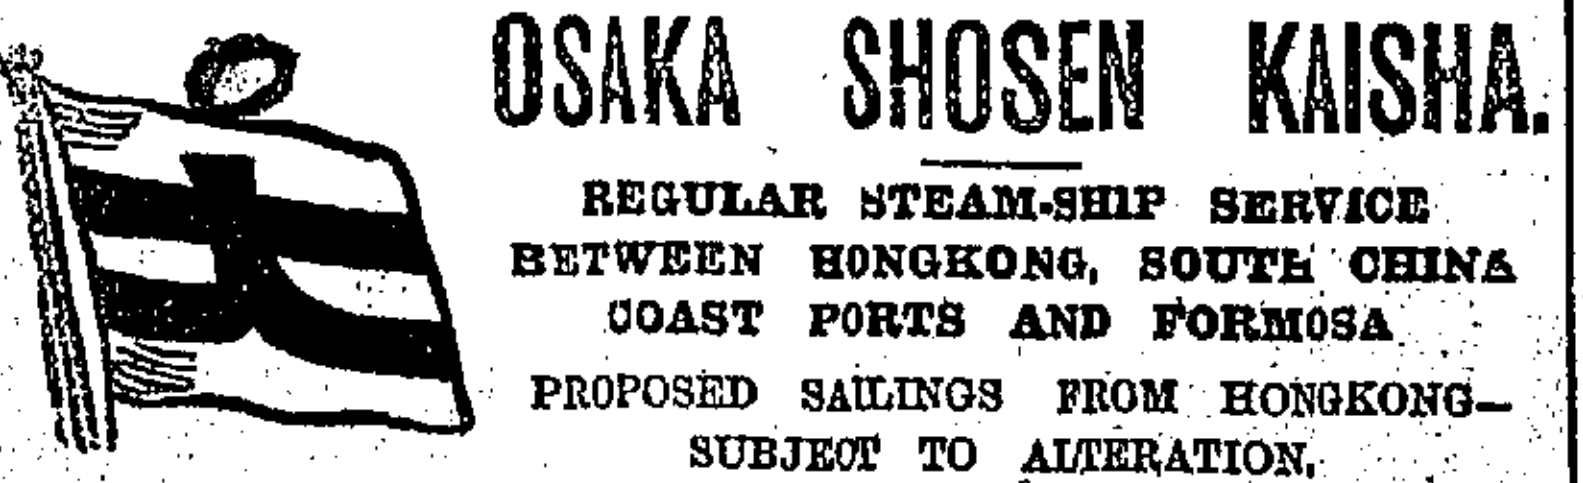 OSAKA SHOSEN KAISHA.
REGULAR STEAM-SHIP SERVICE
BETWEEN HONGKONG, SOUTH CHINA
COAST PORTS AND FORMOSA
PROPOSED SAILINGS FROM HONGKONG—
SUBJECT TO ALTERATION.